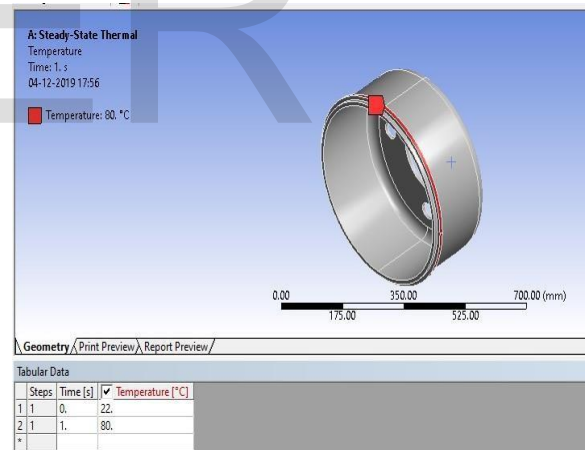 ER
A: Steady-State Thermal
Temperature
Time: 1. s
04-12-2019 17:56
Temperature: 80. °C
0.00 350.00 700.00 (mm)
175.00 525.00
Geometry Print Preview Report Preview
Tabular Data
Steps Time [s] Temperature [°C]
1 1 0. 22.
2 1 1. 80.
*